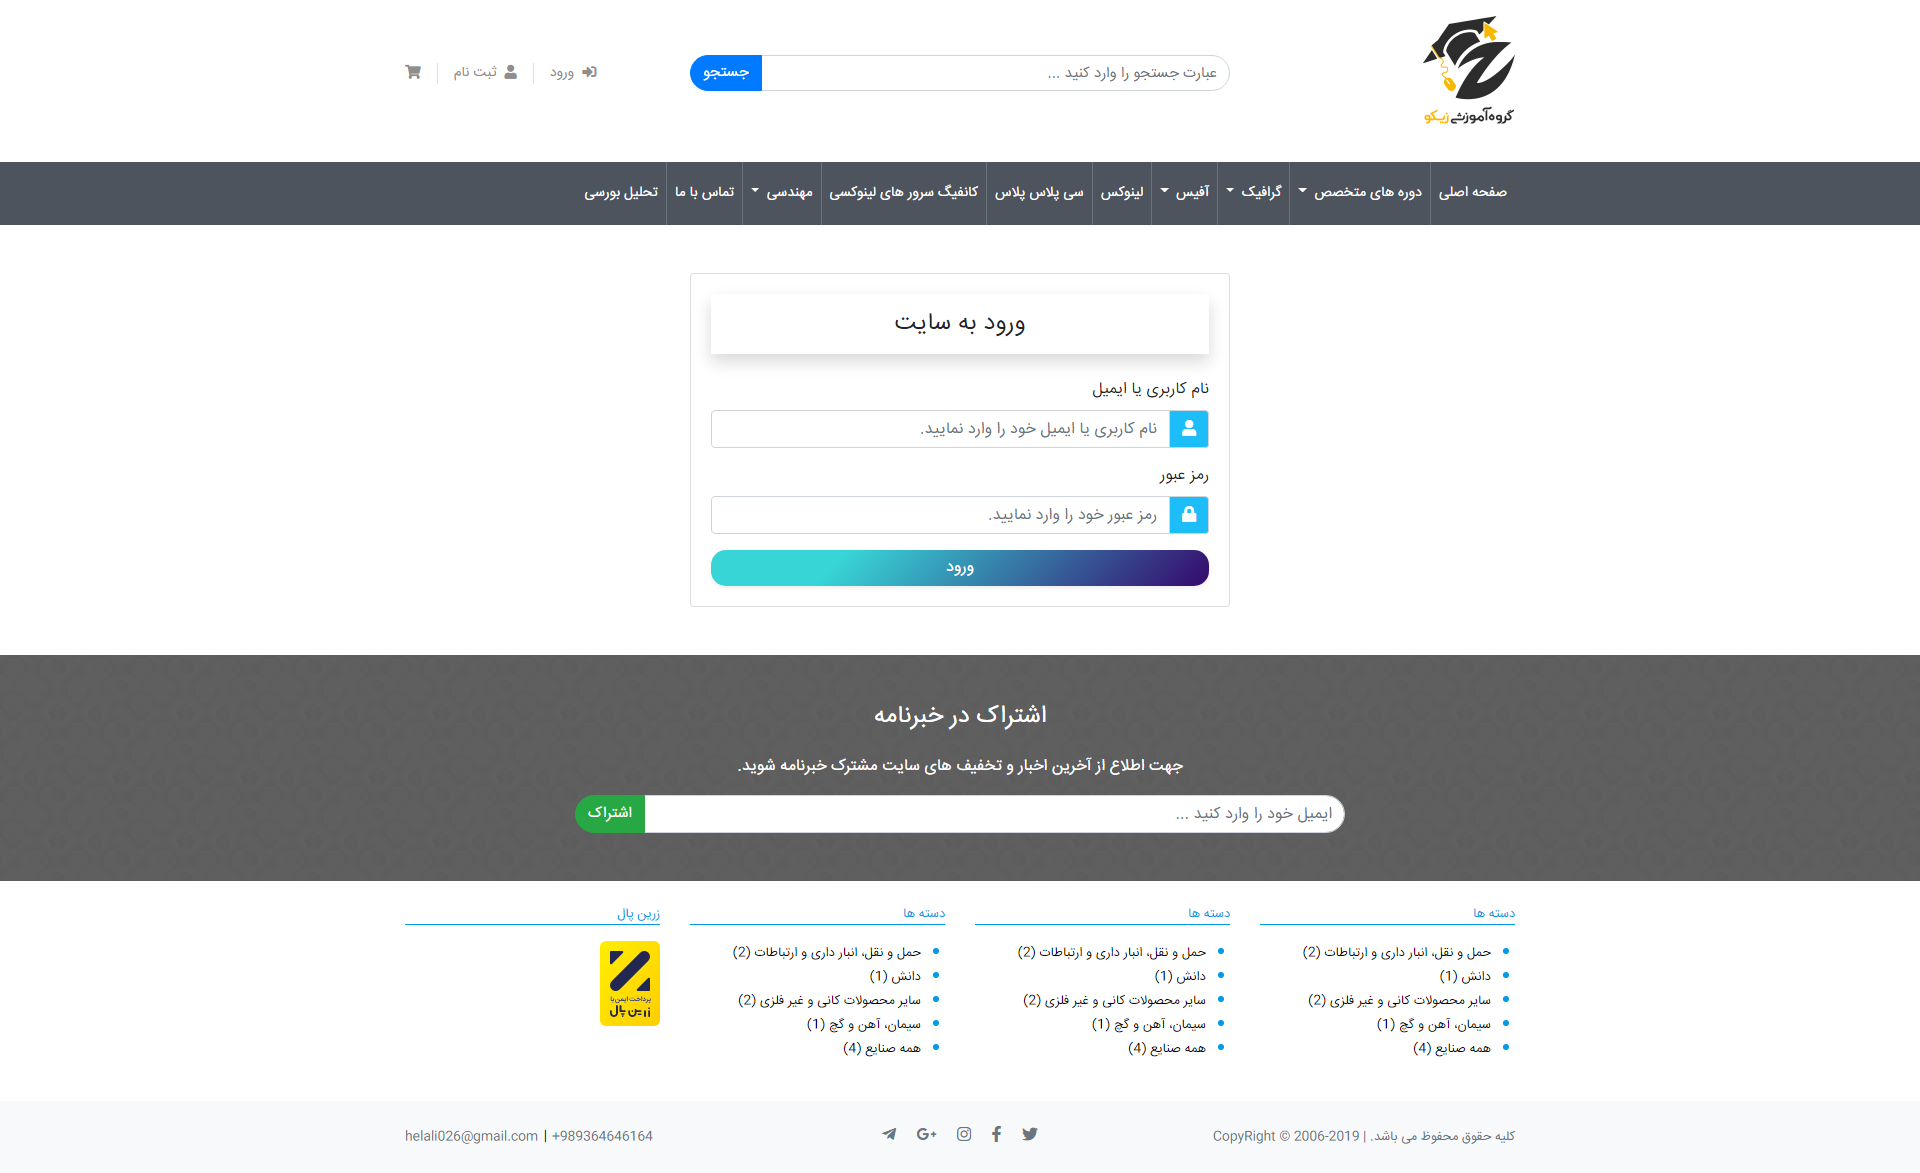 گروه‌آموزشی‌زیکو
عبارت جستجو را وارد کنید ...
جستجو
ورود
ثبت نام
صفحه اصلی
دوره های متخصص
گرافیک
آفیس
لینوکس
سی پلاس پلاس
کانفیگ سرور های لینوکسی
مهندسی
تماس با ما
تحلیل بورسی
ورود به سایت
نام کاربری یا ایمیل
نام کاربری یا ایمیل خود را وارد نمایید.
رمز عبور
رمز عبور خود را وارد نمایید.
ورود
اشتراک در خبرنامه
جهت اطلاع از آخرین اخبار و تخفیف های سایت مشترک خبرنامه شوید.
ایمیل خود را وارد کنید ...
اشتراک
دسته ها
حمل و نقل، انبار داری و ارتباطات (2)
دانش (1)
سایر محصولات کانی و غیر فلزی (2)
سیمان، آهن و گچ (1)
همه صنایع (4)
دسته ها
حمل و نقل، انبار داری و ارتباطات (2)
دانش (1)
سایر محصولات کانی و غیر فلزی (2)
سیمان، آهن و گچ (1)
همه صنایع (4)
دسته ها
حمل و نقل، انبار داری و ارتباطات (2)
دانش (1)
سایر محصولات کانی و غیر فلزی (2)
سیمان، آهن و گچ (1)
همه صنایع (4)
زرین پال
پرداخت ایمن با
زرین پال
کلیه حقوق محفوظ می باشد. | CopyRight © 2006-2019
helali026@gmail.com | +989364646164